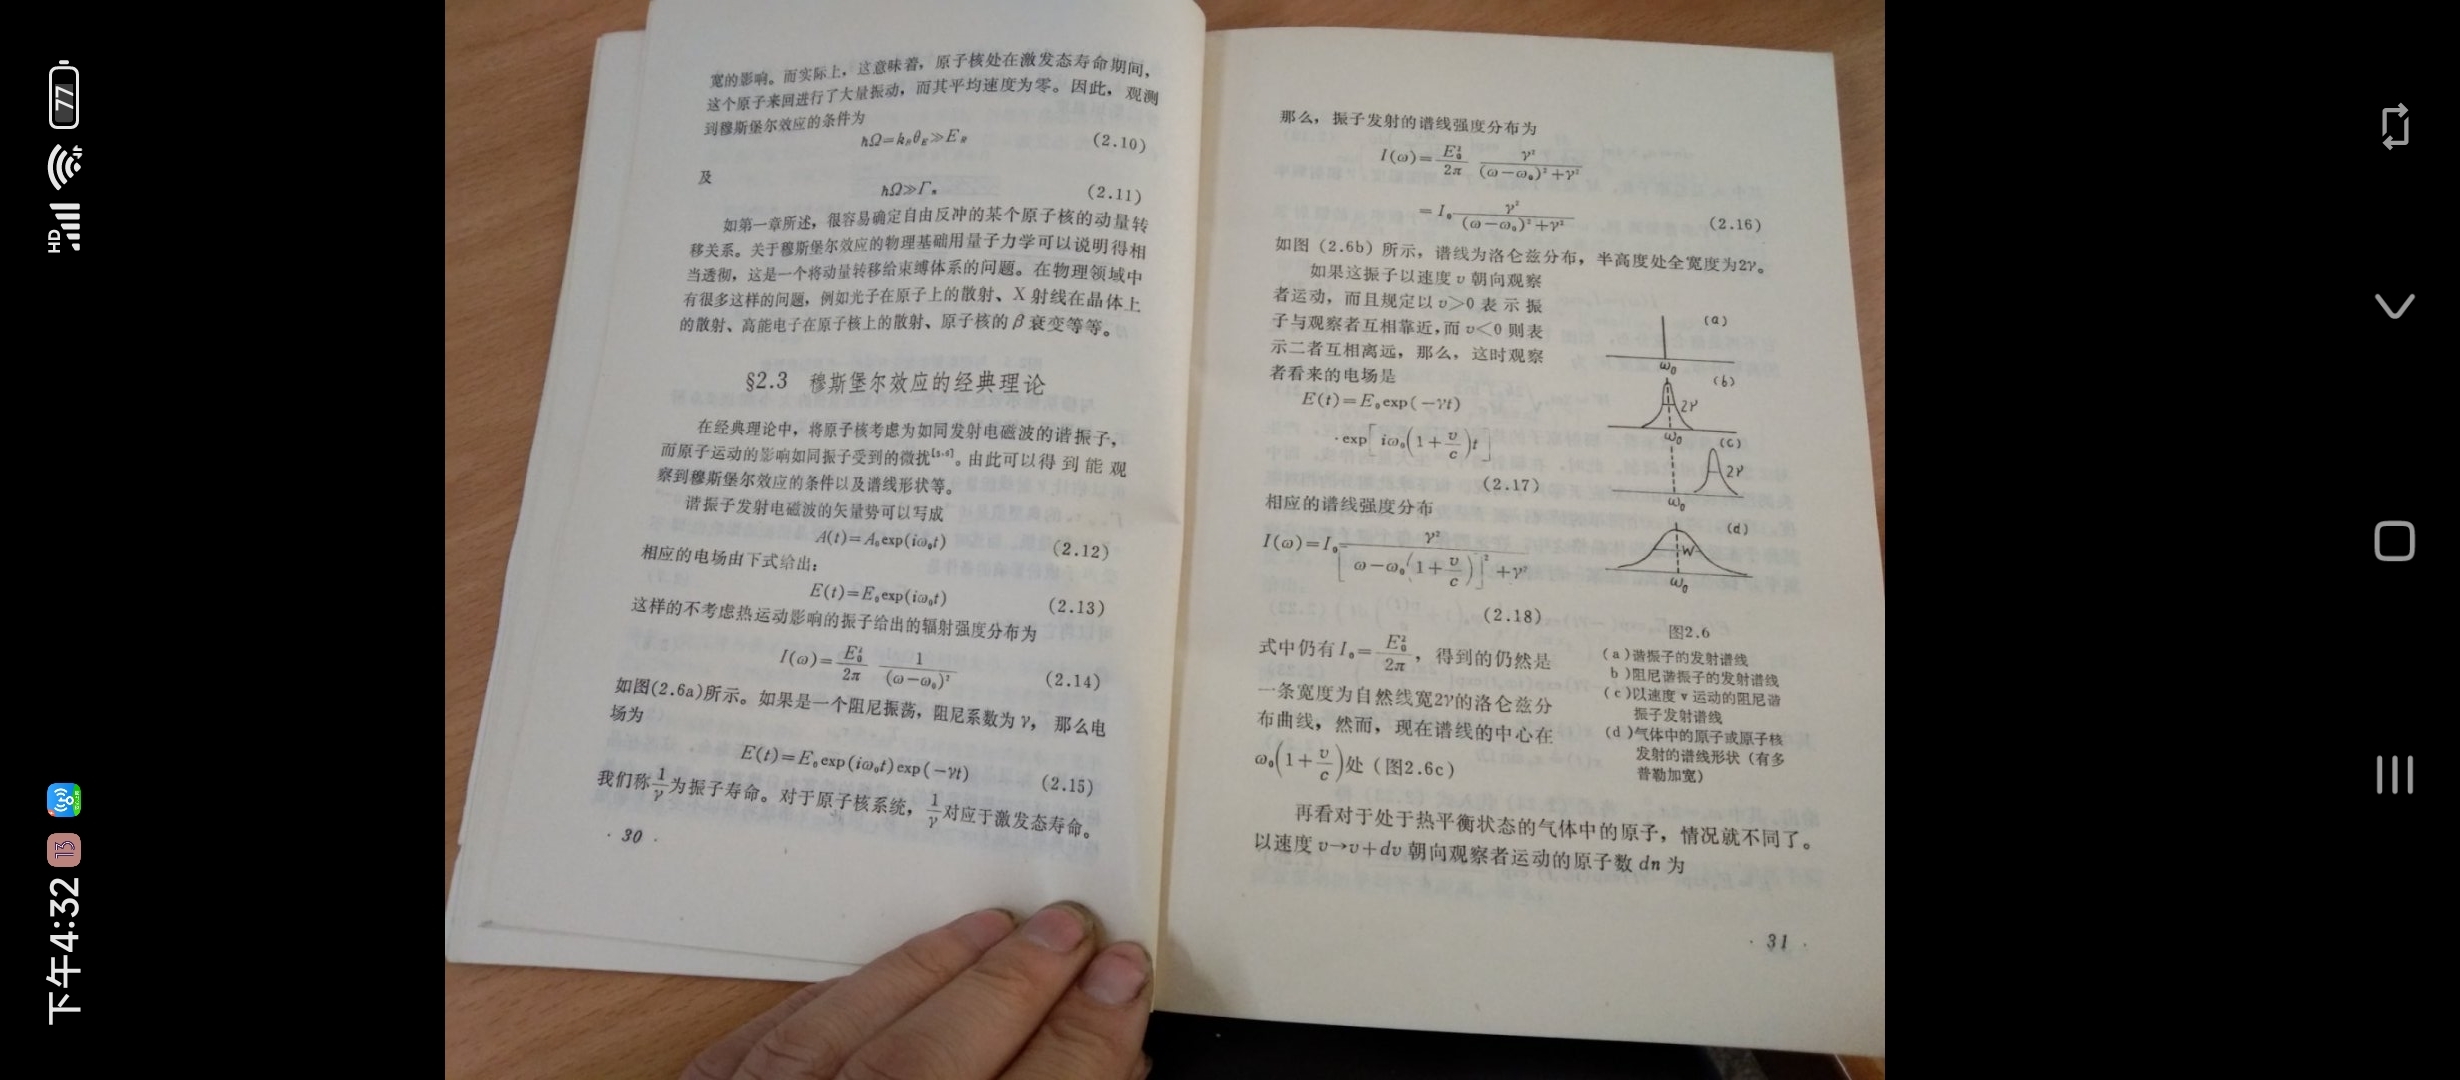 宽的影响。而实际上，这意味着，原子核处在激发态寿命期间，
这个原子来回进行了大量振动，而其平均速度为零。因此，观测
到穆斯堡尔效应的条件为
ħΩ=k_Bθ_E≫E_R (2.10)
及
ħΩ≫Γ。 (2.11)
如第一章所述，很容易确定自由反冲的某个原子核的动量转
移关系。关于穆斯堡尔效应的物理基础用量子力学可以说明得相
当透彻，这是一个将动量转移给束缚体系的问题。在物理领域中
有很多这样的问题，例如光子在原子上的散射、X 射线在晶体上
的散射、高能电子在原子核上的散射、原子核的 β 衰变等等。
§2.3 穆斯堡尔效应的经典理论
在经典理论中，将原子核考虑为如同发射电磁波的谐振子，
而原子运动的影响如同振子受到的微扰。由此可以得到能观
察到穆斯堡尔效应的条件以及谱线形状等。
谐振子发射电磁波的矢量势可以写成
A(t)=A₀exp(iω₀t) (2.12)
相应的电场由下式给出：
E(t)=E₀exp(iω₀t) (2.13)
这样的不考虑热运动影响的振子给出的辐射强度分布为
I(ω)=E₀²/2π 1/(ω−ω₀)² (2.14)
如图(2.6a)所示。如果是一个阻尼振荡，阻尼系数为 γ，那么电
场为
E(t)=E₀exp(iω₀t)exp(−γt) (2.15)
我们称1/γ为振子寿命。对于原子核系统，1/γ对应于激发态寿命。
· 30 ·
那么，振子发射的谱线强度分布为
I(ω)=E₀²/2π γ²/((ω−ω₀)²+γ²)
=I₀ γ²/((ω−ω₀)²+γ²) (2.16)
如图（2.6b）所示，谱线为洛仑兹分布，半高度处全宽度为2γ。
如果这振子以速度 v 朝向观察
者运动，而且规定以 v>0 表示振
子与观察者互相靠近，而 v<0 则表
示二者互相离远，那么，这时观察
者看来的电场是
E(t)=E₀exp(−γt)
·exp[iω₀(1+v/c)t]
(2.17)
相应的谱线强度分布
I(ω)=I₀ γ²/([ω−ω₀(1+v/c)]²+γ²)
(2.18)
式中仍有 I₀=E₀²/2π，得到的仍然是
一条宽度为自然线宽2γ的洛仑兹分
布曲线，然而，现在谱线的中心在
ω₀(1+v/c)处（图2.6c）
(a)
ω₀
(b)
2γ
ω₀
(c)
2γ
ω₀
(d)
W
ω₀
图2.6
(a)谐振子的发射谱线
b)阻尼谐振子的发射谱线
(c)以速度 v 运动的阻尼谐
振子发射谱线
(d)气体中的原子或原子核
发射的谱线形状（有多
普勒加宽）
再看对于处于热平衡状态的气体中的原子，情况就不同了。
以速度 v→v+dv 朝向观察者运动的原子数 dn 为
· 31 ·
下午4:32
13
HD
77